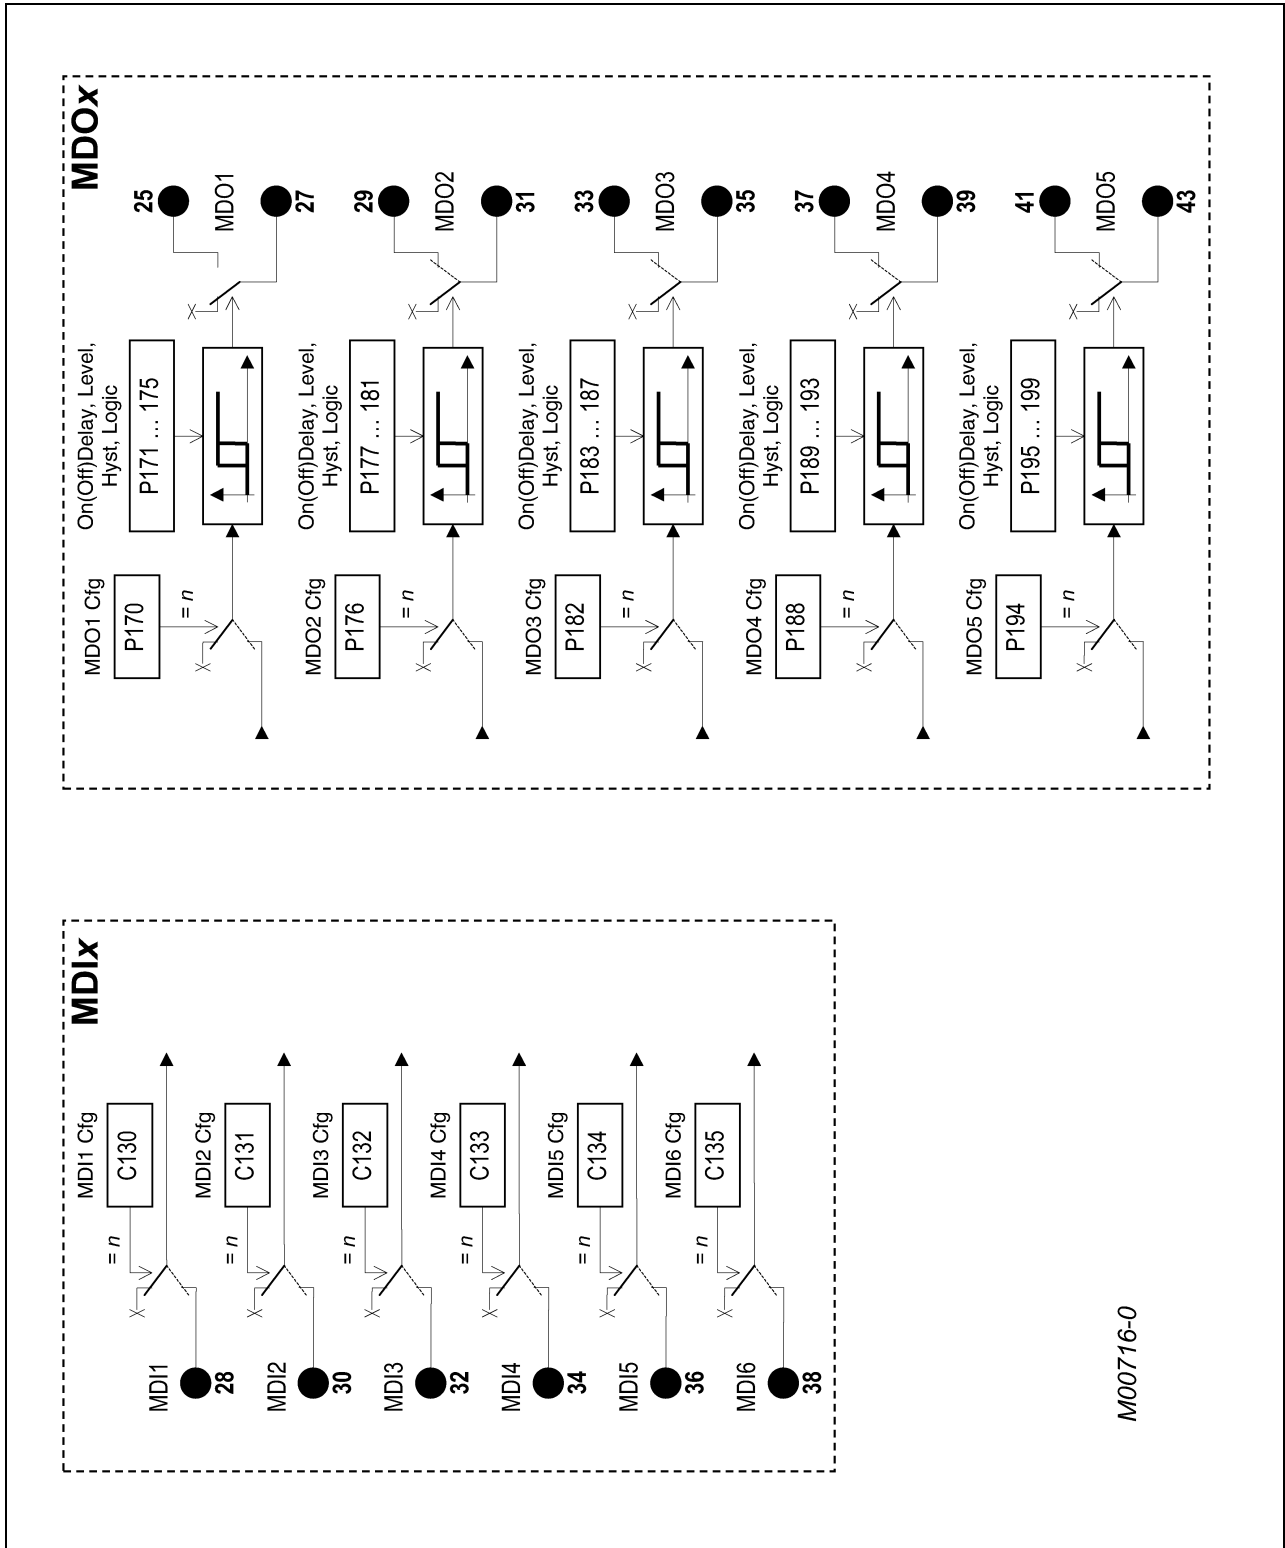 MDIx
MDI1 Cfg
C130
= n
X
MDI1
28
MDI2 Cfg
C131
= n
X
MDI2
30
MDI3 Cfg
C132
= n
X
MDI3
32
MDI4 Cfg
C133
= n
X
MDI4
34
MDI5 Cfg
C134
= n
X
MDI5
36
MDI6 Cfg
C135
= n
X
MDI6
38
MDOx
MDO1 Cfg
P170
= n
X
On(Off)Delay, Level,
Hyst, Logic
P171 ... 175
X
25
MDO1
27
MDO2 Cfg
P176
= n
X
On(Off)Delay, Level,
Hyst, Logic
P177 ... 181
X
29
MDO2
31
MDO3 Cfg
P182
= n
X
On(Off)Delay, Level,
Hyst, Logic
P183 ... 187
X
33
MDO3
35
MDO4 Cfg
P188
= n
X
On(Off)Delay, Level,
Hyst, Logic
P189 ... 193
X
37
MDO4
39
MDO5 Cfg
P194
= n
X
On(Off)Delay, Level,
Hyst, Logic
P195 ... 199
X
41
MDO5
43
M00716-0